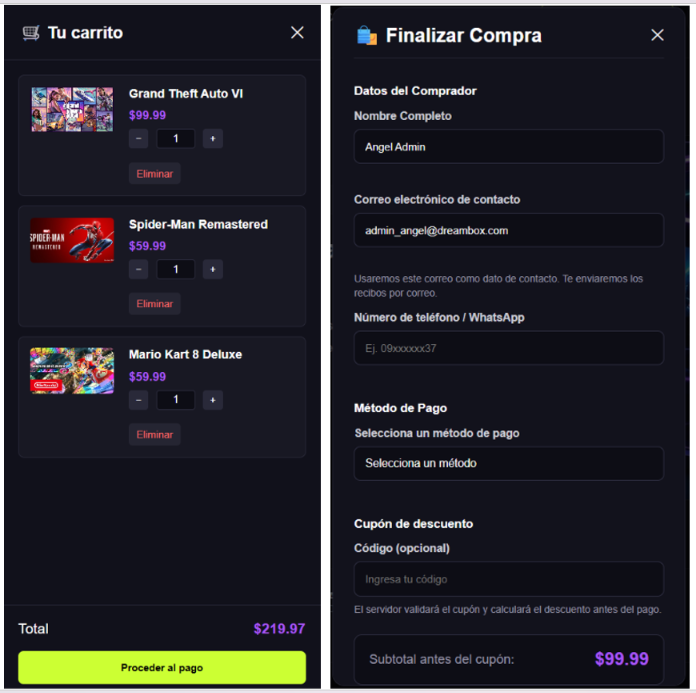 Tu carrito
Grand Theft Auto VI
$99.99
− 1 +
Eliminar
SPIDER-MAN
REMASTERED
Spider-Man Remastered
$59.99
− 1 +
Eliminar
Mario Kart 8 Deluxe
$59.99
− 1 +
Eliminar
Total $219.97
Proceder al pago
Finalizar Compra
Datos del Comprador
Nombre Completo
Angel Admin
Correo electrónico de contacto
admin_angel@dreambox.com
Usaremos este correo como dato de contacto. Te enviaremos los
recibos por correo.
Número de teléfono / WhatsApp
Ej. 09xxxxxx37
Método de Pago
Selecciona un método de pago
Selecciona un método
Cupón de descuento
Código (opcional)
Ingresa tu código
El servidor validará el cupón y calculará el descuento antes del pago.
Subtotal antes del cupón: $99.99